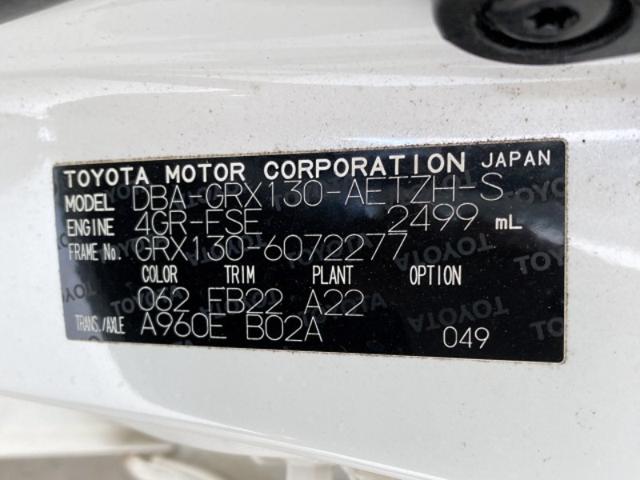 TOYOTA MOTOR CORPORATION JAPAN
MODEL DBA-GRX130-AETZH-S
ENGINE 4GR-FSE 2499 mL
FRAME No. GRX130-6072277
COLOR TRIM PLANT OPTION
062 FB22 A22
TRANS./AXLE A960E B02A 049